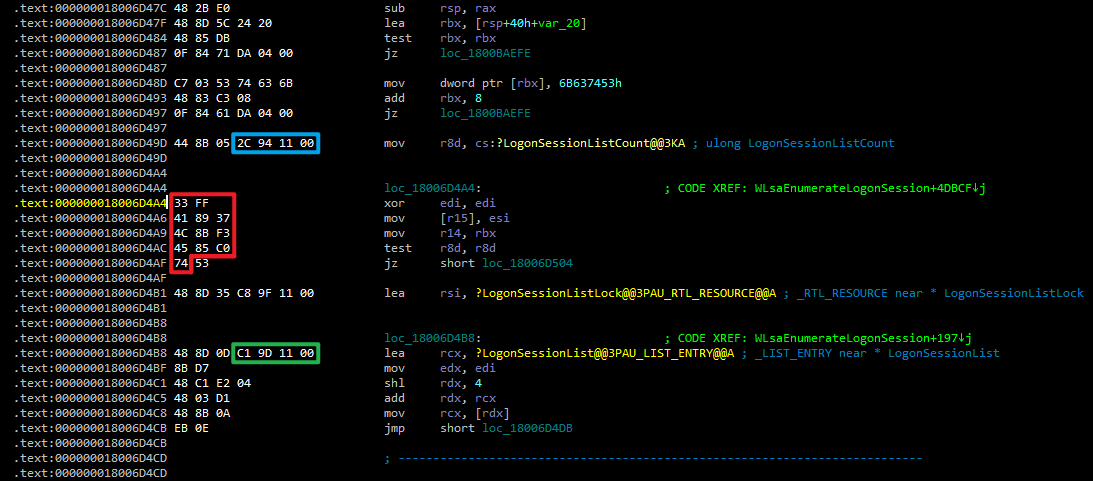 .text:000000018006D47C 48 2B E0 sub rsp, rax
.text:000000018006D47F 48 8D 5C 24 20 lea rbx, [rsp+40h+var_20]
.text:000000018006D484 48 85 DB test rbx, rbx
.text:000000018006D487 0F 84 71 DA 04 00 jz loc_1800BAEFE
.text:000000018006D487
.text:000000018006D48D C7 03 53 74 63 6B mov dword ptr [rbx], 6B637453h
.text:000000018006D493 48 83 C3 08 add rbx, 8
.text:000000018006D497 0F 84 61 DA 04 00 jz loc_1800BAEFE
.text:000000018006D497
.text:000000018006D49D 44 8B 05 2C 94 11 00 mov r8d, cs:?LogonSessionListCount@@3KA ; ulong LogonSessionListCount
.text:000000018006D49D
.text:000000018006D4A4
.text:000000018006D4A4 loc_18006D4A4: ; CODE XREF: WLsaEnumerateLogonSession+4DBCF↓j
.text:000000018006D4A4 33 FF xor edi, edi
.text:000000018006D4A6 41 89 37 mov [r15], esi
.text:000000018006D4A9 4C 8B F3 mov r14, rbx
.text:000000018006D4AC 45 85 C0 test r8d, r8d
.text:000000018006D4AF 74 53 jz short loc_18006D504
.text:000000018006D4AF
.text:000000018006D4B1 48 8D 35 C8 9F 11 00 lea rsi, ?LogonSessionListLock@@3PAU_RTL_RESOURCE@@A ; _RTL_RESOURCE near * LogonSessionListLock
.text:000000018006D4B1
.text:000000018006D4B8
.text:000000018006D4B8 loc_18006D4B8: ; CODE XREF: WLsaEnumerateLogonSession+197↓j
.text:000000018006D4B8 48 8D 0D C1 9D 11 00 lea rcx, ?LogonSessionList@@3PAU_LIST_ENTRY@@A ; _LIST_ENTRY near * LogonSessionList
.text:000000018006D4BF 8B D7 mov edx, edi
.text:000000018006D4C1 48 C1 E2 04 shl rdx, 4
.text:000000018006D4C5 48 03 D1 add rdx, rcx
.text:000000018006D4C8 48 8B 0A mov rcx, [rdx]
.text:000000018006D4CB EB 0E jmp short loc_18006D4DB
.text:000000018006D4CB
.text:000000018006D4CD ; ---------------------------------------------------------------------------
.text:000000018006D4CD